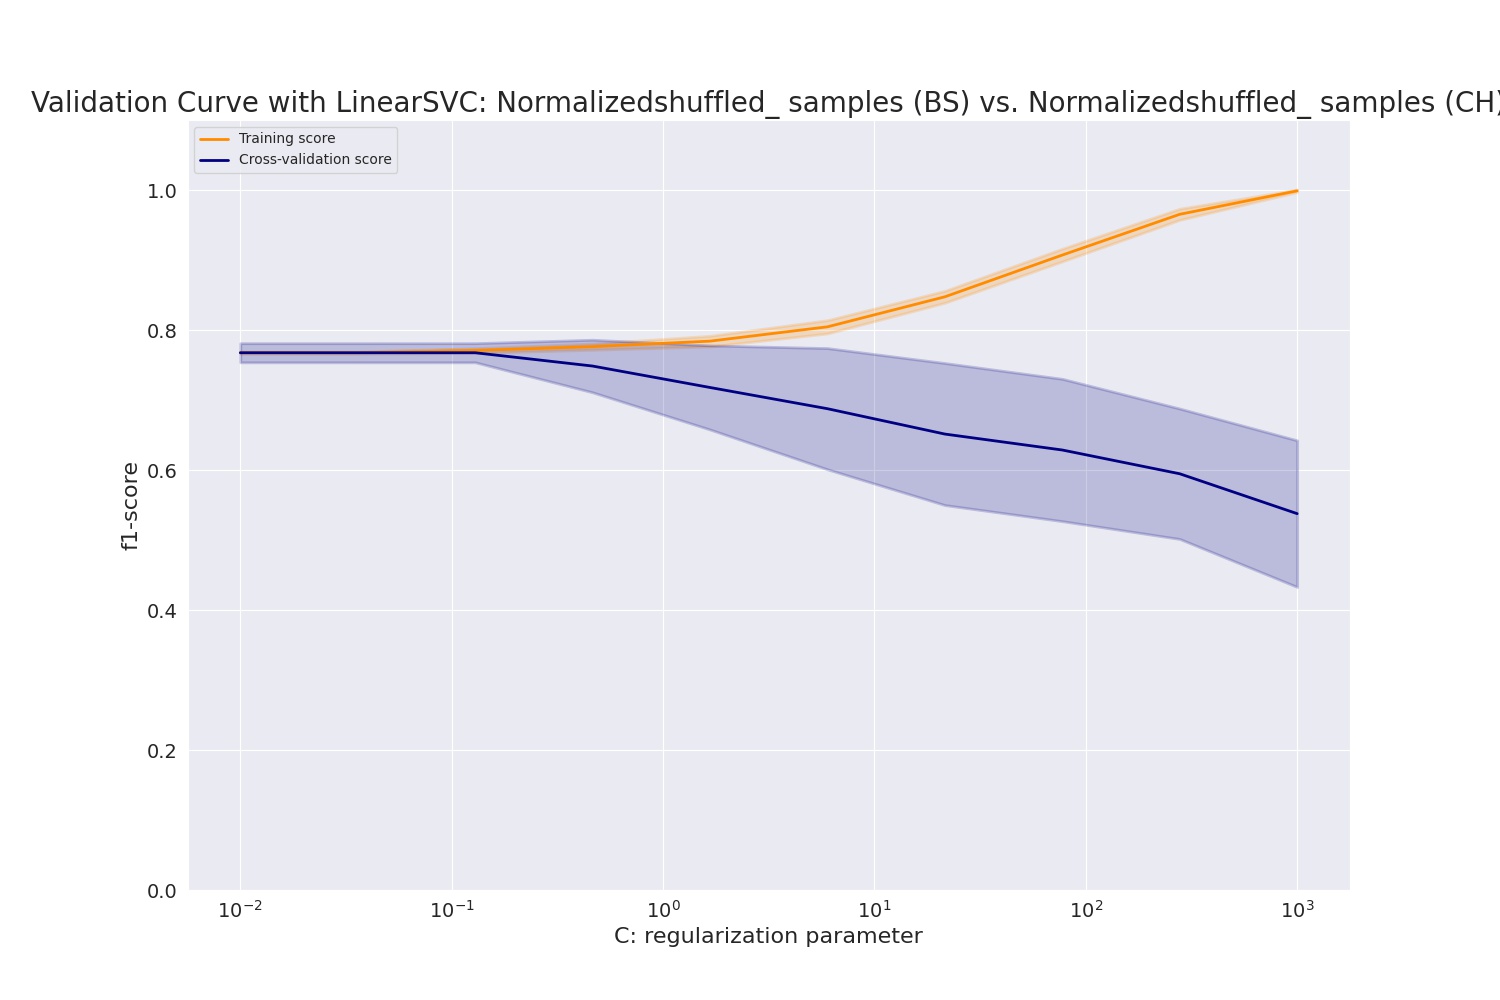 Validation Curve with LinearSVC: Normalizedshuffled_ samples (BS) vs. Normalizedshuffled_ samples (CH)
Training score
Cross-validation score
1.0
0.8
0.6
0.4
0.2
0.0
f1-score
10⁻² 10⁻¹ 10⁰ 10¹ 10² 10³
C: regularization parameter